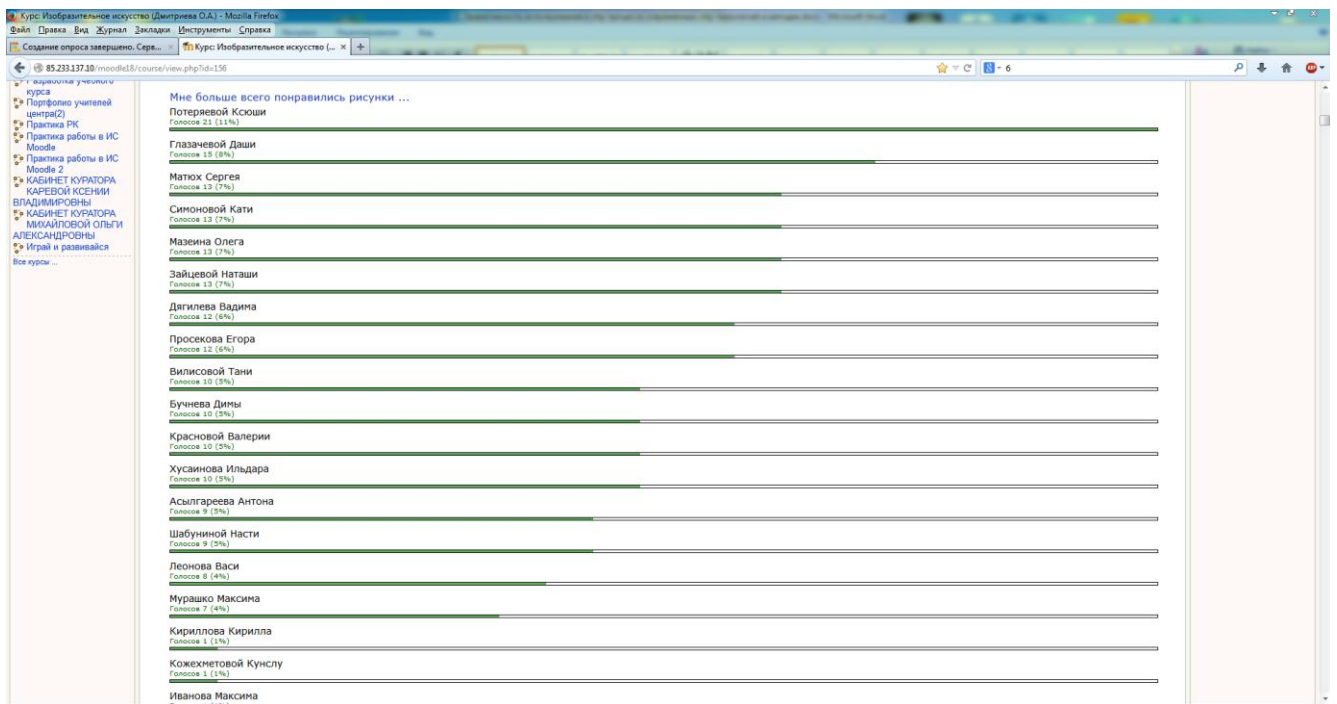 Курс: Изобразительное искусство (Дмитриева О.А.) - Mozilla Firefox
Файл Правка Вид Журнал Закладки Инструменты Справка
Создание опроса завершено. Серв... × Курс: Изобразительное искусство (... × +
85.233.137.10/moodle18/course/view.php?id=156 8 - 6
Разработка учебного
курса
Портфолио учителей
центра(2)
Практика РК
Практика работы в ИС
Moodle
Практика работы в ИС
Moodle 2
КАБИНЕТ КУРАТОРА
КАРЕВОЙ КСЕНИИ
ВЛАДИМИРОВНЫ
КАБИНЕТ КУРАТОРА
МИХАЙЛОВОЙ ОЛЬГИ
АЛЕКСАНДРОВНЫ
Играй и развивайся
Все курсы ...
Мне больше всего понравились рисунки ...
Потеряевой Ксюши
Голосов 21 (11%)
Глазачевой Даши
Голосов 15 (8%)
Матюх Сергея
Голосов 13 (7%)
Симоновой Кати
Голосов 13 (7%)
Мазеина Олега
Голосов 13 (7%)
Зайцевой Наташи
Голосов 13 (7%)
Дягилева Вадима
Голосов 12 (6%)
Просекова Егора
Голосов 12 (6%)
Вилисовой Тани
Голосов 10 (5%)
Бучнева Димы
Голосов 10 (5%)
Красновой Валерии
Голосов 10 (5%)
Хусаинова Ильдара
Голосов 10 (5%)
Асылгареева Антона
Голосов 9 (5%)
Шабуниной Насти
Голосов 9 (5%)
Леонова Васи
Голосов 8 (4%)
Мурашко Максима
Голосов 7 (4%)
Кириллова Кирилла
Голосов 1 (1%)
Кожехметовой Кунслу
Голосов 1 (1%)
Иванова Максима